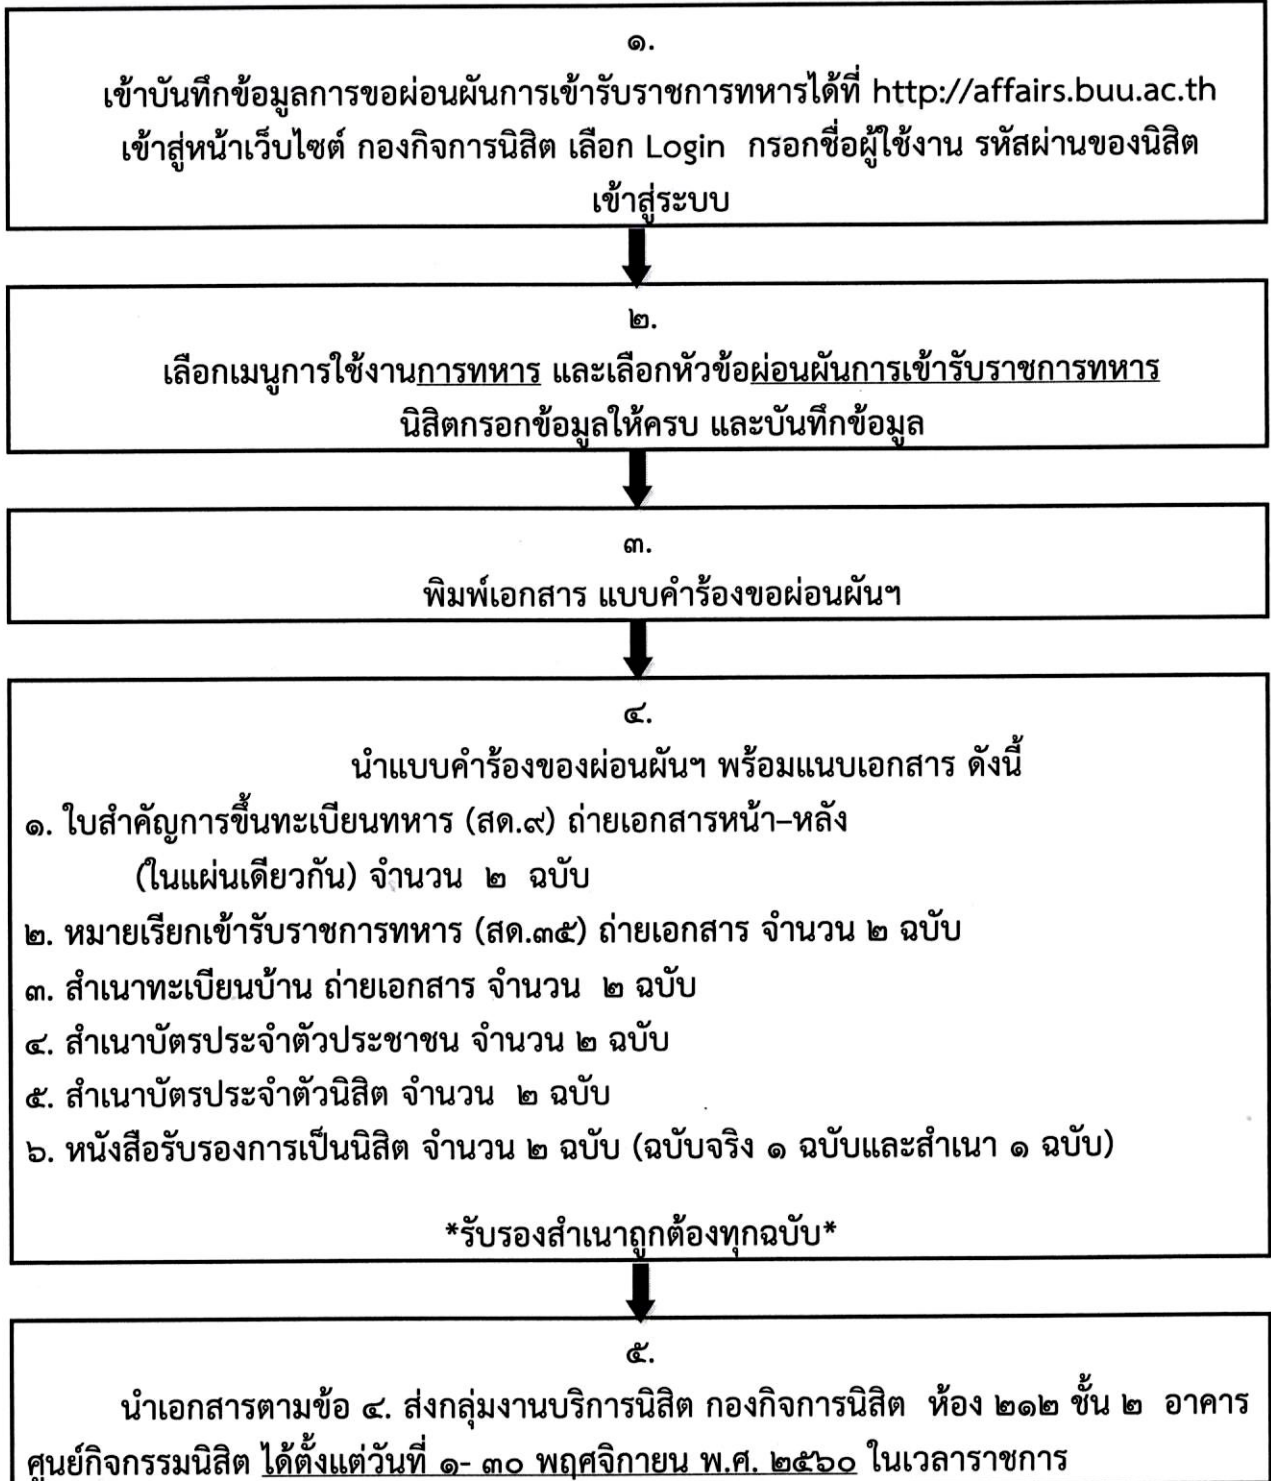 ๑.
เข้าบันทึกข้อมูลการขอผ่อนผันการเข้ารับราชการทหารได้ที่ http://affairs.buu.ac.th
เข้าสู่หน้าเว็บไซต์ กองกิจการนิสิต เลือก Login กรอกชื่อผู้ใช้งาน รหัสผ่านของนิสิต
เข้าสู่ระบบ
๒.
เลือกเมนูการใช้งานการทหาร และเลือกหัวข้อผ่อนผันการเข้ารับราชการทหาร
นิสิตกรอกข้อมูลให้ครบ และบันทึกข้อมูล
๓.
พิมพ์เอกสาร แบบคำร้องขอผ่อนผันฯ
๔.
นำแบบคำร้องของผ่อนผันฯ พร้อมแนบเอกสาร ดังนี้
๑. ใบสำคัญการขึ้นทะเบียนทหาร (สด.๙) ถ่ายเอกสารหน้า–หลัง
(ในแผ่นเดียวกัน) จำนวน ๒ ฉบับ
๒. หมายเรียกเข้ารับราชการทหาร (สด.๓๕) ถ่ายเอกสาร จำนวน ๒ ฉบับ
๓. สำเนาทะเบียนบ้าน ถ่ายเอกสาร จำนวน ๒ ฉบับ
๔. สำเนาบัตรประจำตัวประชาชน จำนวน ๒ ฉบับ
๕. สำเนาบัตรประจำตัวนิสิต จำนวน ๒ ฉบับ
๖. หนังสือรับรองการเป็นนิสิต จำนวน ๒ ฉบับ (ฉบับจริง ๑ ฉบับและสำเนา ๑ ฉบับ)
*รับรองสำเนาถูกต้องทุกฉบับ*
๕.
นำเอกสารตามข้อ ๔. ส่งกลุ่มงานบริการนิสิต กองกิจการนิสิต ห้อง ๒๑๒ ชั้น ๒ อาคาร
ศูนย์กิจกรรมนิสิต ได้ตั้งแต่วันที่ ๑- ๓๐ พฤศจิกายน พ.ศ. ๒๕๖๐ ในเวลาราชการ